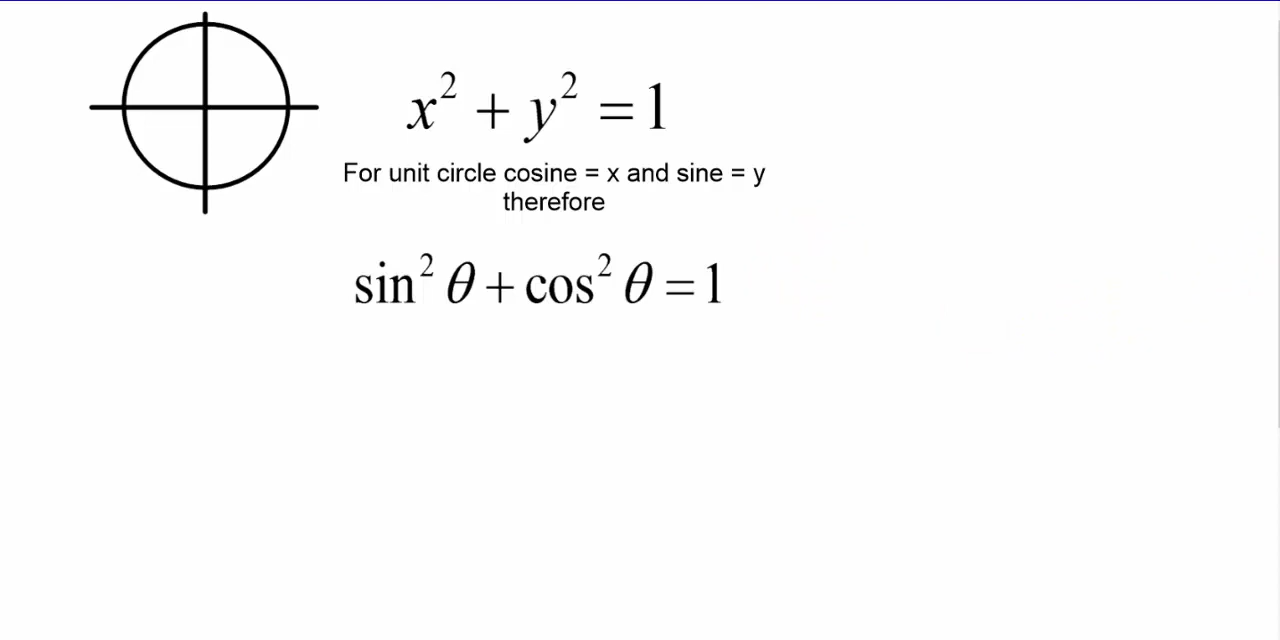 x² + y² = 1
For unit circle cosine = x and sine = y
therefore
sin² θ + cos² θ = 1